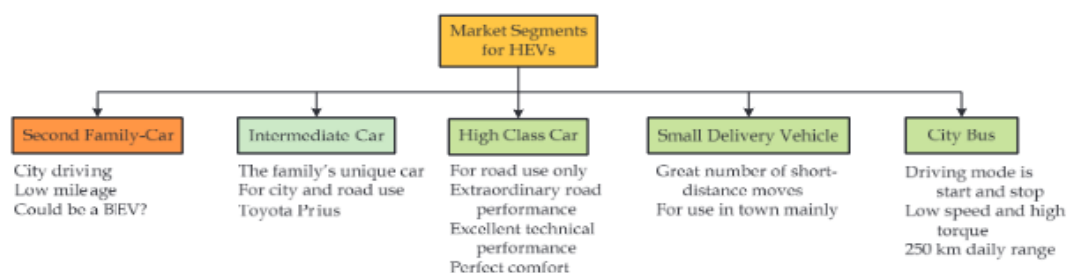 Market Segments
for HEVs
Second Family-Car
City driving
Low mileage
Could be a BEV?
Intermediate Car
The family's unique car
For city and road use
Toyota Prius
High Class Car
For road use only
Extraordinary road
performance
Excellent technical
performance
Perfect comfort
Small Delivery Vehicle
Great number of short-
distance moves
For use in town mainly
City Bus
Driving mode is
start and stop
Low speed and high
torque
250 km daily range